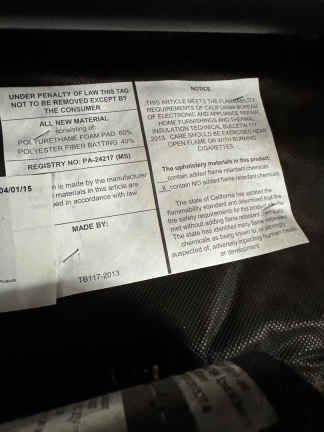 UNDER PENALTY OF LAW THIS TAG
NOT TO BE REMOVED EXCEPT BY
THE CONSUMER
ALL NEW MATERIAL
consisting of
POLYURETHANE FOAM PAD 60%
POLYESTER FIBER BATTING 40%
REGISTRY NO: PA-24217 (MS)
04/01/15
n is made by the manufacturer
materials in this article are
ed in accordance with law
MADE BY:
TB117-2013
NOTICE
THIS ARTICLE MEETS THE FLAMMABILITY
REQUIREMENTS OF CALIFORNIA BUREAU
OF ELECTRONIC AND APPLIANCE REPAIR
HOME FURNISHINGS AND THERMAL
INSULATION TECHNICAL BULLETIN 117-
2013. CARE SHOULD BE EXERCISED NEAR
OPEN FLAME OR WITH BURNING
CIGARETTES.
The upholstery materials in this product:
contain added flame retardant chemicals
X contain NO added flame retardant chemicals
The state of California has updated the
flammability standard and determined that the
fire safety requirements for this product can be
met without adding flame retardant chemicals.
The state has identified many flame retardant
chemicals as being known to, or strongly
suspected of, adversely impacting human health
or development